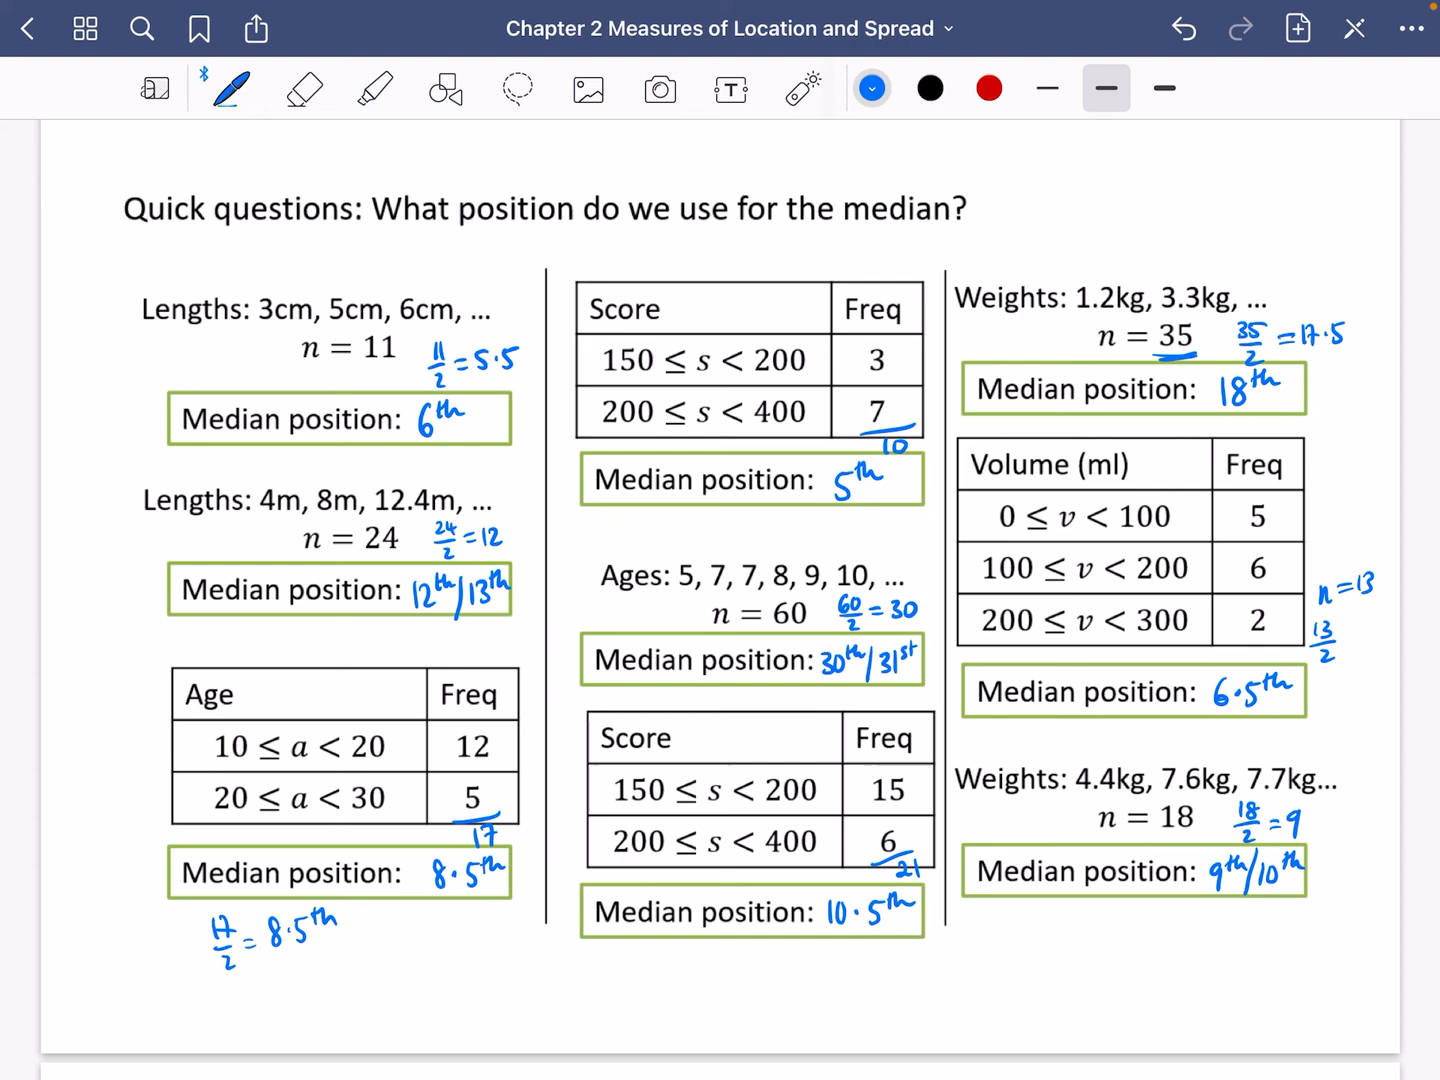 Chapter 2 Measures of Location and Spread
Quick questions: What position do we use for the median?
Lengths: 3cm, 5cm, 6cm, ...
n = 11 11/2 = 5.5
Median position: 6th
Lengths: 4m, 8m, 12.4m, ...
n = 24 24/2 = 12
Median position: 12th/13th
Age Freq
10 ≤ a < 20 12
20 ≤ a < 30 5
17
Median position: 8.5th
17/2 = 8.5th
Score Freq
150 ≤ s < 200 3
200 ≤ s < 400 7
10
Median position: 5th
Ages: 5, 7, 7, 8, 9, 10, ...
n = 60 60/2 = 30
Median position: 30th/31st
Score Freq
150 ≤ s < 200 15
200 ≤ s < 400 6
21
Median position: 10.5th
Weights: 1.2kg, 3.3kg, ...
n = 35 35/2 = 17.5
Median position: 18th
Volume (ml) Freq
0 ≤ v < 100 5
100 ≤ v < 200 6
n = 13
200 ≤ v < 300 2
13/2
Median position: 6.5th
Weights: 4.4kg, 7.6kg, 7.7kg...
n = 18 18/2 = 9
Median position: 9th/10th